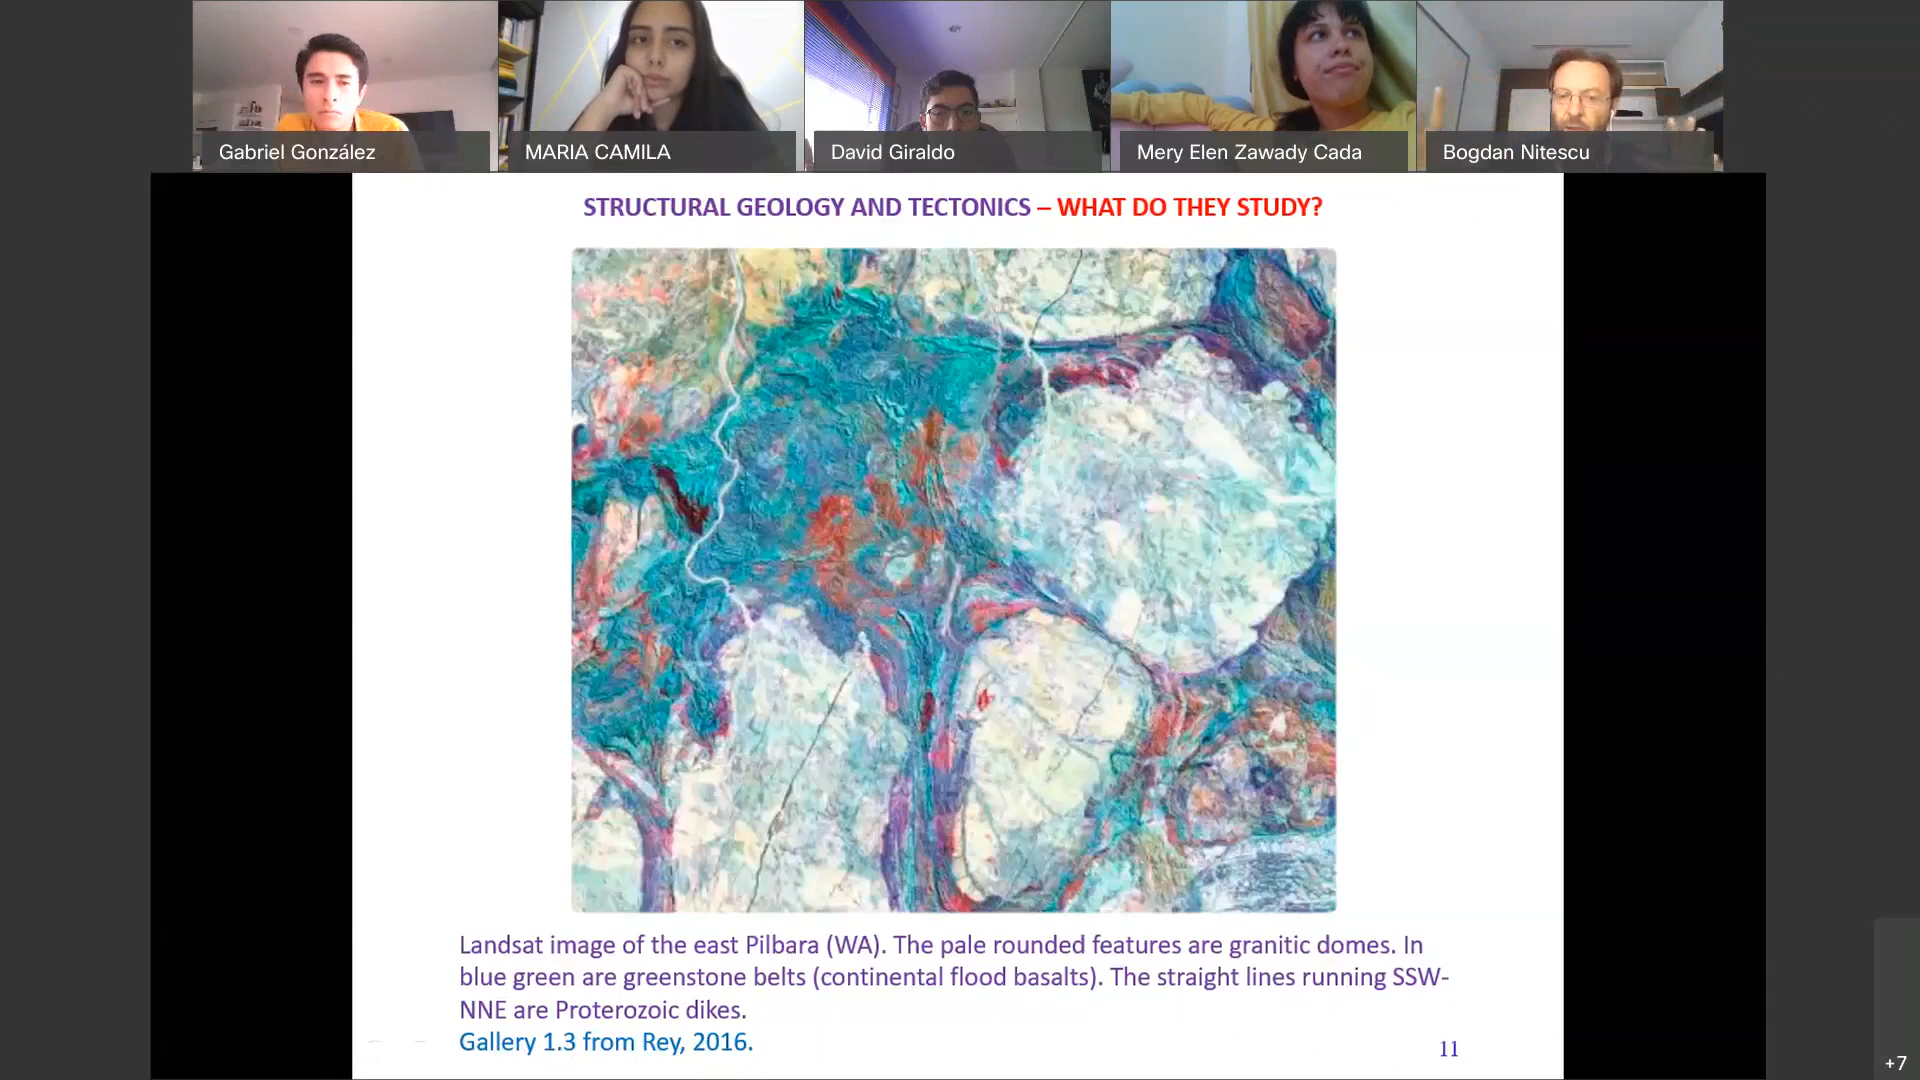 Gabriel González
MARIA CAMILA
David Giraldo
Mery Elen Zawady Cada
Bogdan Nitescu
STRUCTURAL GEOLOGY AND TECTONICS – WHAT DO THEY STUDY?
Landsat image of the east Pilbara (WA). The pale rounded features are granitic domes. In
blue green are greenstone belts (continental flood basalts). The straight lines running SSW-
NNE are Proterozoic dikes.
Gallery 1.3 from Rey, 2016.
11
+7